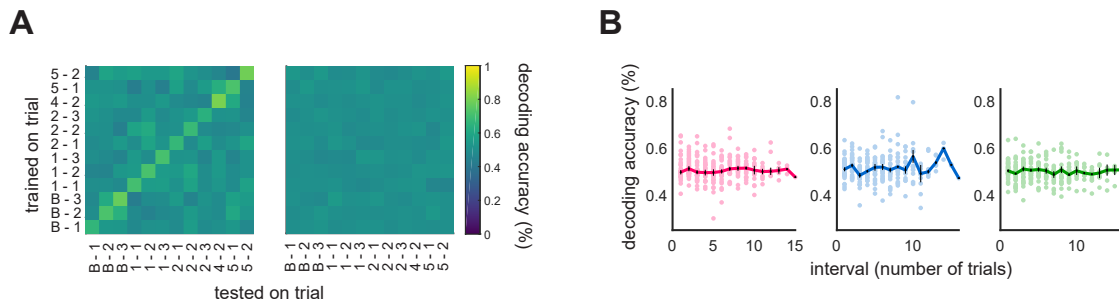 A
trained on trial
5 - 2
5 - 1
4 - 2
2 - 3
2 - 2
2 - 1
1 - 3
1 - 2
1 - 1
B - 3
B - 2
B - 1
B - 1
B - 2
B - 3
1 - 1
1 - 2
1 - 3
2 - 1
2 - 2
2 - 3
4 - 2
5 - 1
5 - 2
B - 1
B - 2
B - 3
1 - 1
1 - 2
1 - 3
2 - 1
2 - 2
2 - 3
4 - 2
5 - 1
5 - 2
tested on trial
1
0.8
0.6
0.4
0.2
0
decoding accuracy (%)
B
decoding accuracy (%)
0.8
0.6
0.4
0 5 10 15
0.8
0.6
0.4
0 10
0.8
0.6
0.4
0 10
interval (number of trials)